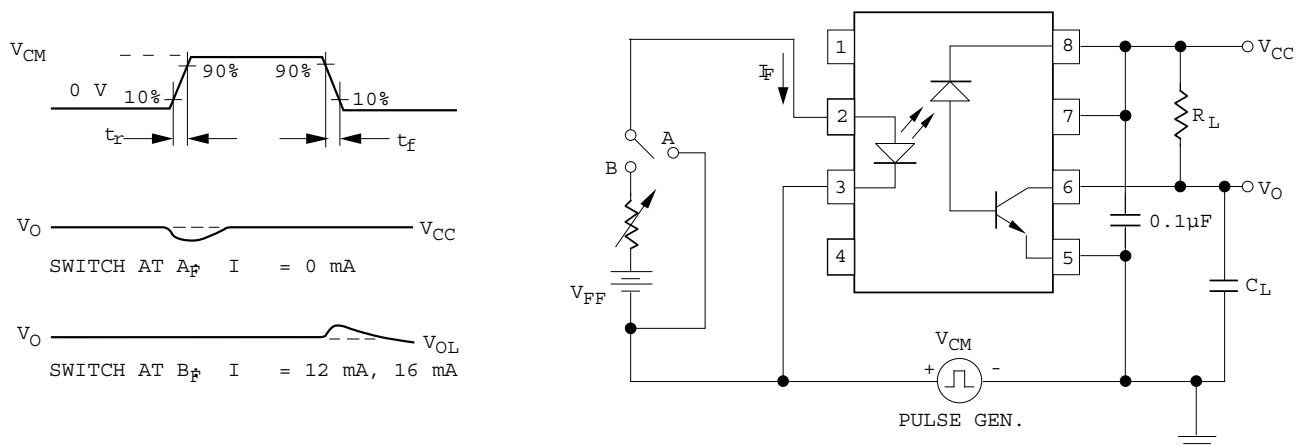 V_CM
0 V
10%
90%
90%
10%
t_r
t_f
V_O
V_CC
SWITCH AT A: I_F = 0 mA
V_O
V_OL
SWITCH AT B: I_F = 12 mA, 16 mA
I_F
A
B
V_FF
1
2
3
4
8
7
6
5
V_CC
R_L
V_O
0.1µF
C_L
V_CM
+
-
PULSE GEN.